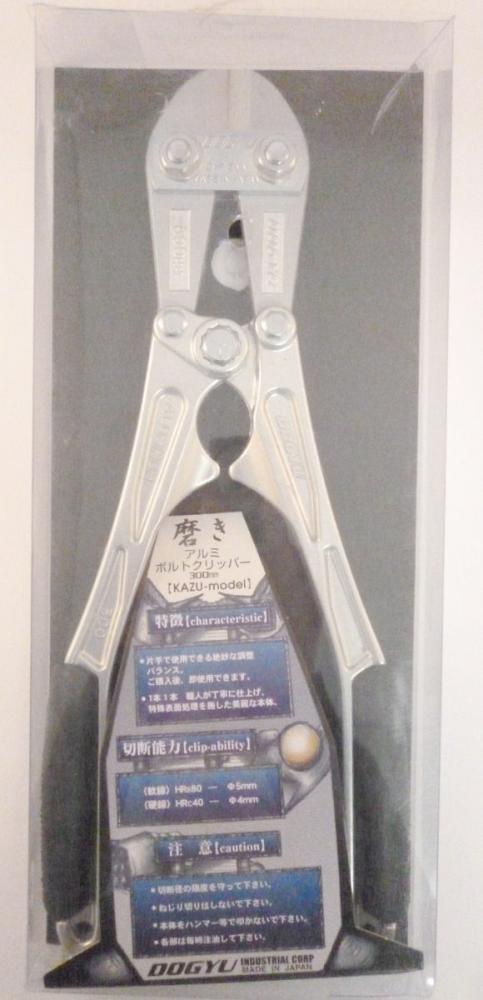 磨き
アルミ
ボルトクリッパー
300mm
【KAZU-model】
特徴【characteristic】
•片手で使用できる絶妙な調整
バランス。
ご購入後、即使用できます。
•1本1本 職人が丁寧に仕上げ、
特殊表面処理を施した美麗な本体。
切断能力【clip-ability】
(軟線) HRB80 — Φ5mm
(硬線) HRC40 — Φ4mm
注 意【caution】
•切断径の限度を守って下さい。
•ねじり切りはしないで下さい。
•本体をハンマー等で叩かないで下さい。
•各部は毎時注油して下さい。
DOGYU INDUSTRIAL CORP
MADE IN JAPAN